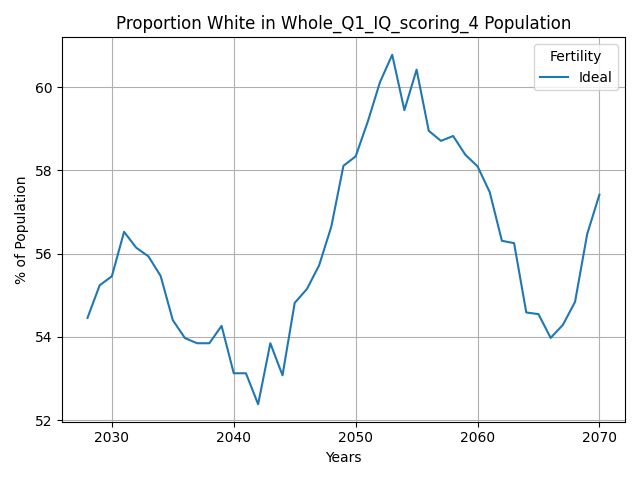 Proportion White in Whole_Q1_IQ_scoring_4 Population
Fertility
Ideal
% of Population
60
58
56
54
52
2030 2040 2050 2060 2070
Years